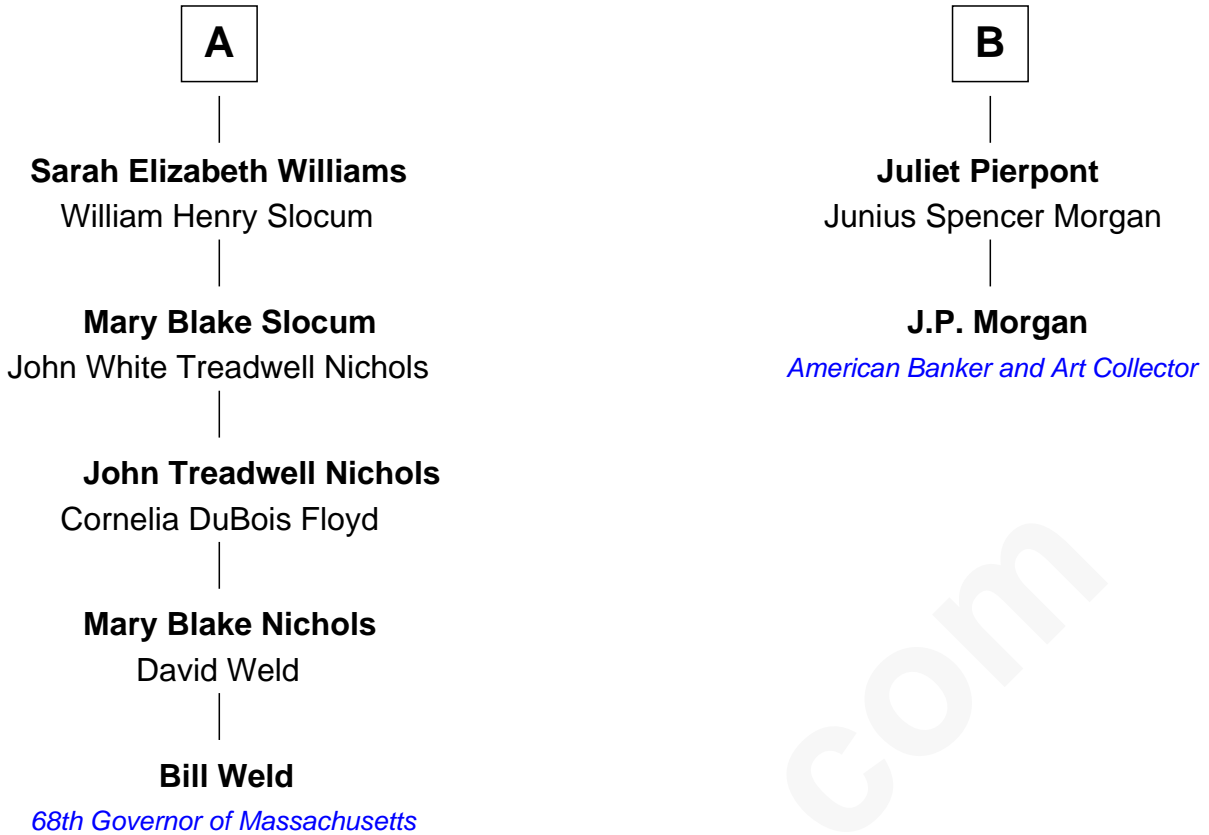 A
Sarah Elizabeth Williams
William Henry Slocum
Mary Blake Slocum
John White Treadwell Nichols
John Treadwell Nichols
Cornelia DuBois Floyd
Mary Blake Nichols
David Weld
Bill Weld
68th Governor of Massachusetts
B
Juliet Pierpont
Junius Spencer Morgan
J.P. Morgan
American Banker and Art Collector
com